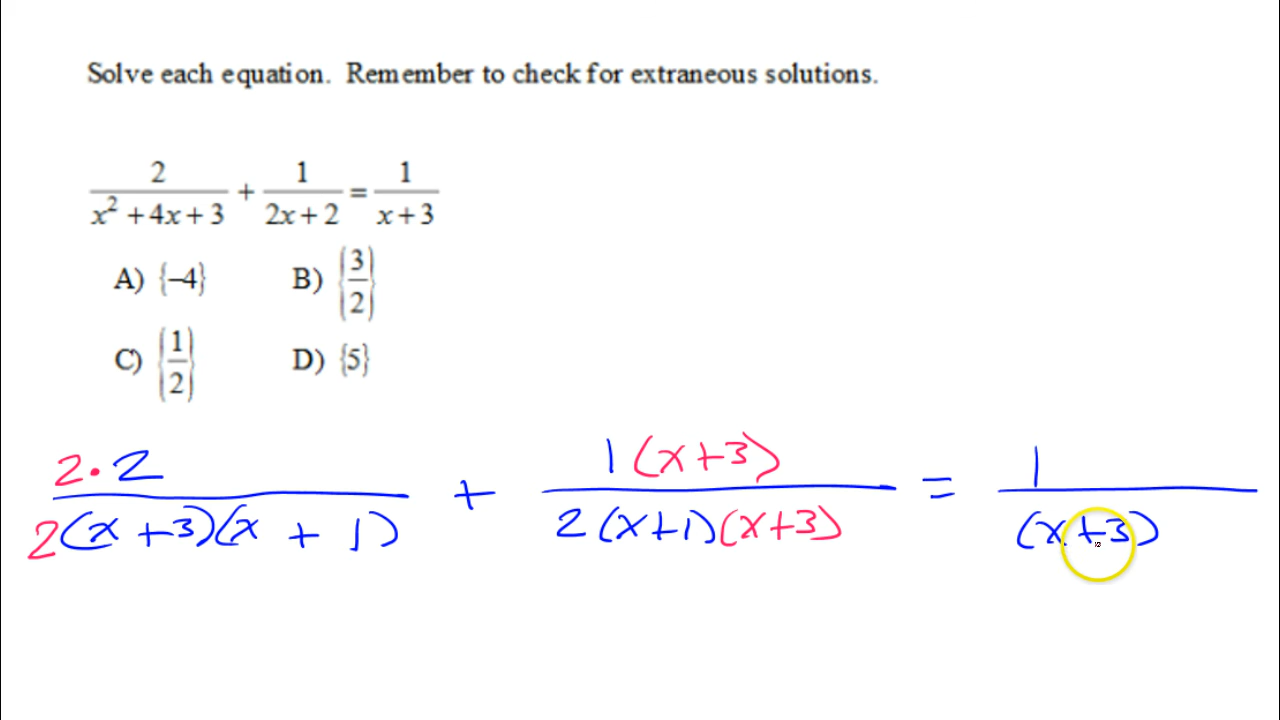 Solve each equation. Remember to check for extraneous solutions.
2/(x² + 4x + 3) + 1/(2x + 2) = 1/(x + 3)
A) {–4} B) {3/2}
C) {1/2} D) {5}
2 • 2/(2(x + 3)(x + 1)) + 1(x+3)/(2(x+1)(x+3)) = 1/(x+3)